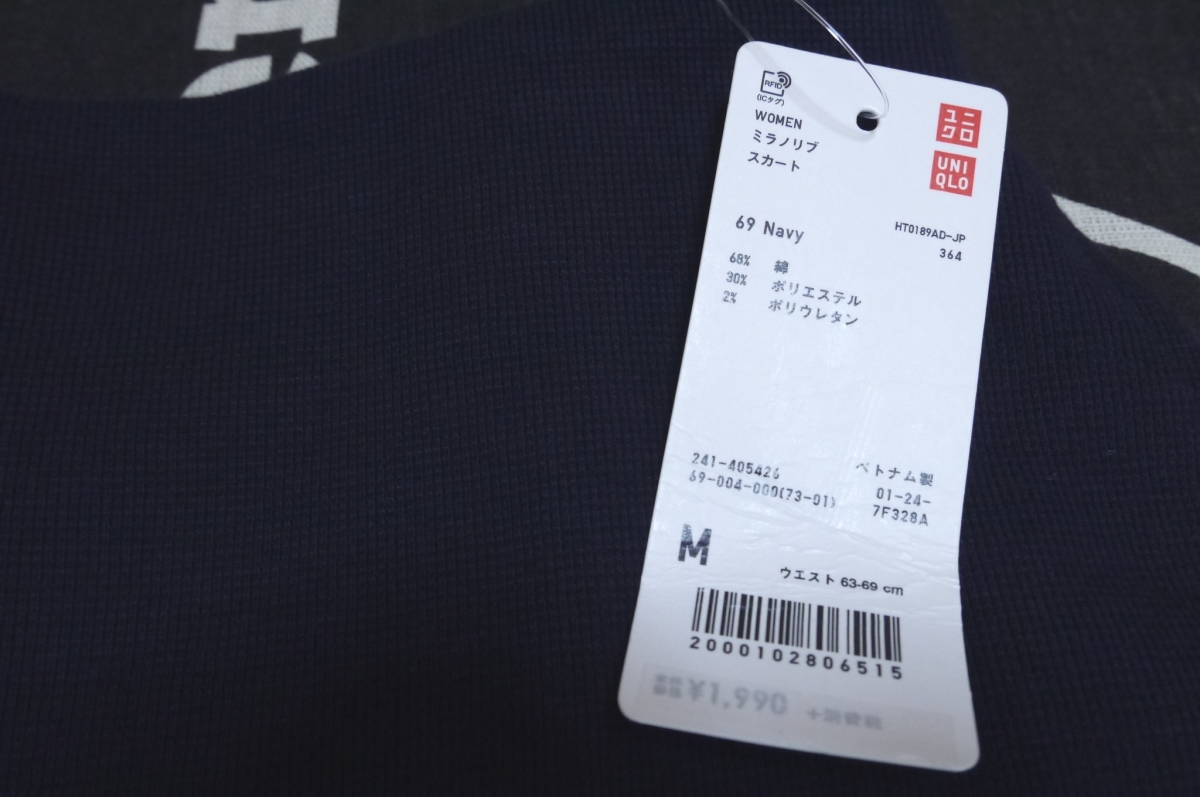 RFID
(ICタグ)
WOMEN
ミラノリブ
スカート
ユニ
クロ
UNI
QLO
69 Navy
HT0189AD-JP
364
68% 綿
30% ポリエステル
2% ポリウレタン
241-405426
69-004-000(73-01)
ベトナム製
01-24-
7F328A
M
ウエスト 63-69 cm
2000102806515
¥1,990 +消費税